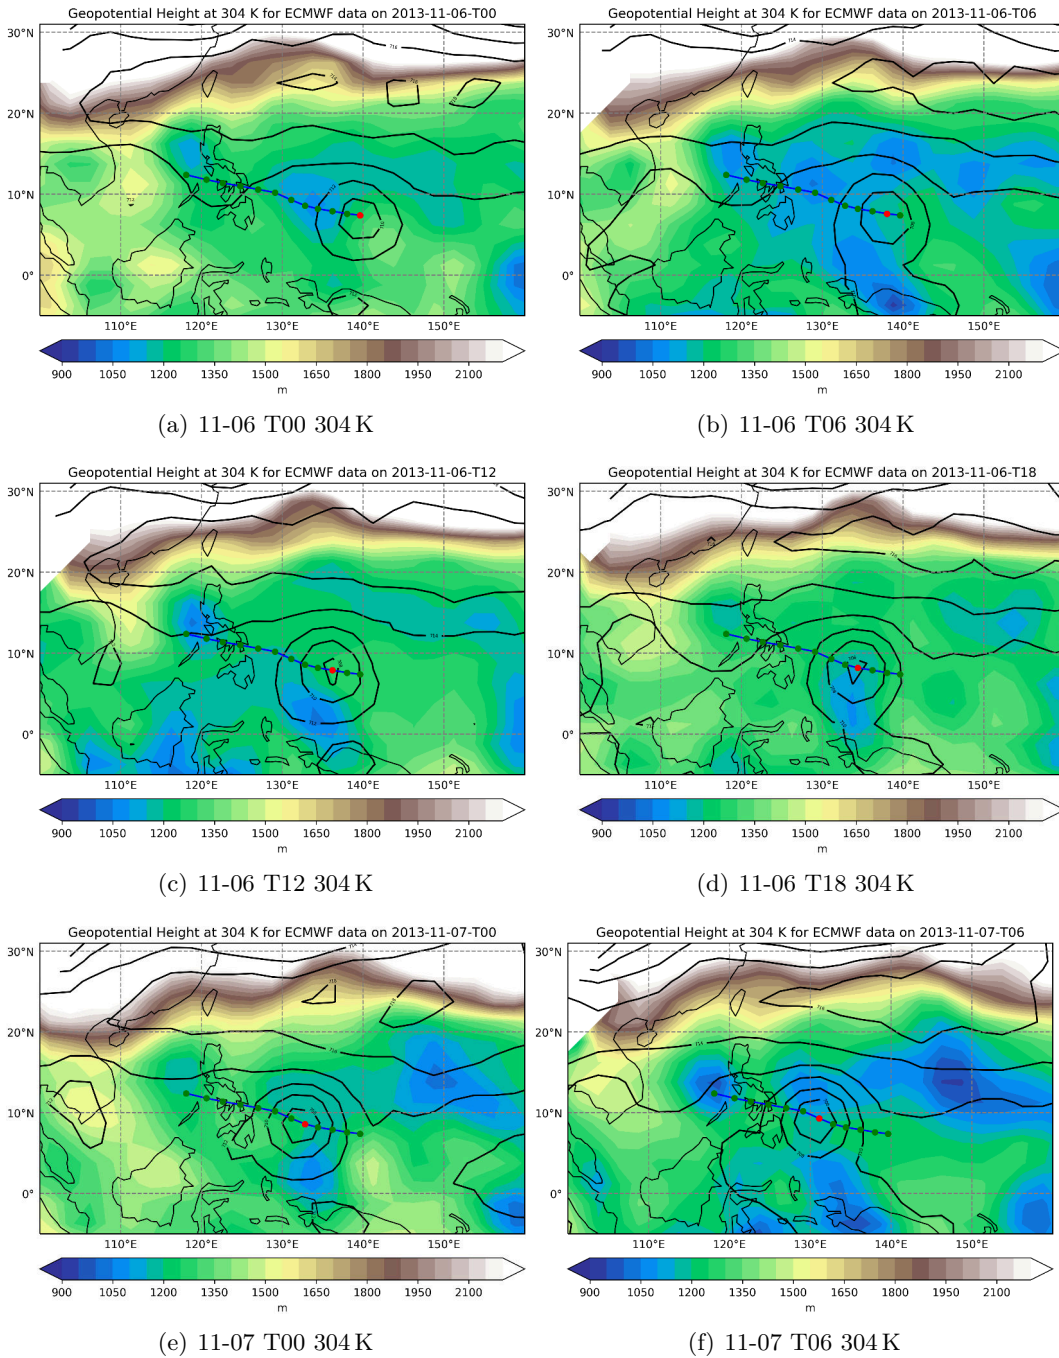 Geopotential Height at 304 K for ECMWF data on 2013-11-06-T00
30°N
20°N
10°N
0°
110°E 120°E 130°E 140°E 150°E
900 1050 1200 1350 1500 1650 1800 1950 2100
m
(a) 11-06 T00 304 K
Geopotential Height at 304 K for ECMWF data on 2013-11-06-T06
30°N
20°N
10°N
0°
110°E 120°E 130°E 140°E 150°E
900 1050 1200 1350 1500 1650 1800 1950 2100
m
(b) 11-06 T06 304 K
Geopotential Height at 304 K for ECMWF data on 2013-11-06-T12
30°N
20°N
10°N
0°
110°E 120°E 130°E 140°E 150°E
900 1050 1200 1350 1500 1650 1800 1950 2100
m
(c) 11-06 T12 304 K
Geopotential Height at 304 K for ECMWF data on 2013-11-06-T18
30°N
20°N
10°N
0°
110°E 120°E 130°E 140°E 150°E
900 1050 1200 1350 1500 1650 1800 1950 2100
m
(d) 11-06 T18 304 K
Geopotential Height at 304 K for ECMWF data on 2013-11-07-T00
30°N
20°N
10°N
0°
110°E 120°E 130°E 140°E 150°E
900 1050 1200 1350 1500 1650 1800 1950 2100
m
(e) 11-07 T00 304 K
Geopotential Height at 304 K for ECMWF data on 2013-11-07-T06
30°N
20°N
10°N
0°
110°E 120°E 130°E 140°E 150°E
900 1050 1200 1350 1500 1650 1800 1950 2100
m
(f) 11-07 T06 304 K